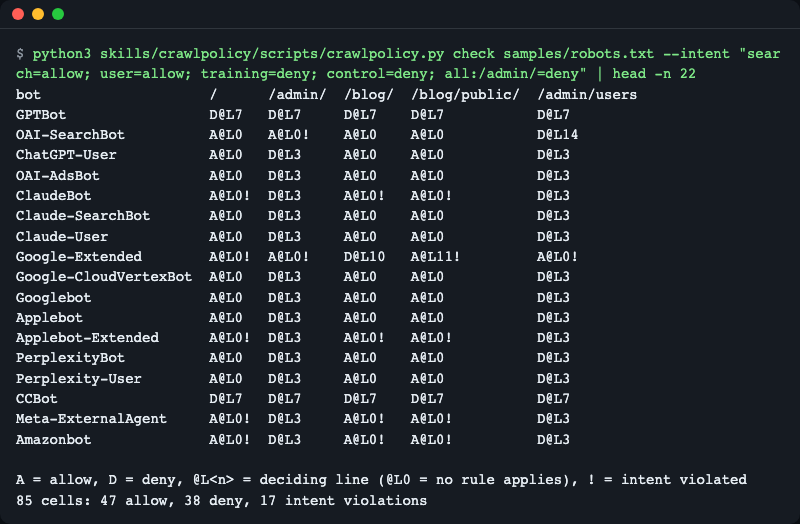 $ python3 skills/crawlpolicy/scripts/crawlpolicy.py check samples/robots.txt --intent "sear
ch=allow; user=allow; training=deny; control=deny; all:/admin/=deny" | head -n 22
bot / /admin/ /blog/ /blog/public/ /admin/users
GPTBot D@L7 D@L7 D@L7 D@L7 D@L7
OAI-SearchBot A@L0 A@L0! A@L0 A@L0 D@L14
ChatGPT-User A@L0 D@L3 A@L0 A@L0 D@L3
OAI-AdsBot A@L0 D@L3 A@L0 A@L0 D@L3
ClaudeBot A@L0! D@L3 A@L0! A@L0! D@L3
Claude-SearchBot A@L0 D@L3 A@L0 A@L0 D@L3
Claude-User A@L0 D@L3 A@L0 A@L0 D@L3
Google-Extended A@L0! A@L0! D@L10 A@L11! A@L0!
Google-CloudVertexBot A@L0 D@L3 A@L0 A@L0 D@L3
Googlebot A@L0 D@L3 A@L0 A@L0 D@L3
Applebot A@L0 D@L3 A@L0 A@L0 D@L3
Applebot-Extended A@L0! D@L3 A@L0! A@L0! D@L3
PerplexityBot A@L0 D@L3 A@L0 A@L0 D@L3
Perplexity-User A@L0 D@L3 A@L0 A@L0 D@L3
CCBot D@L7 D@L7 D@L7 D@L7 D@L7
Meta-ExternalAgent A@L0! D@L3 A@L0! A@L0! D@L3
Amazonbot A@L0! D@L3 A@L0! A@L0! D@L3
A = allow, D = deny, @L<n> = deciding line (@L0 = no rule applies), ! = intent violated
85 cells: 47 allow, 38 deny, 17 intent violations